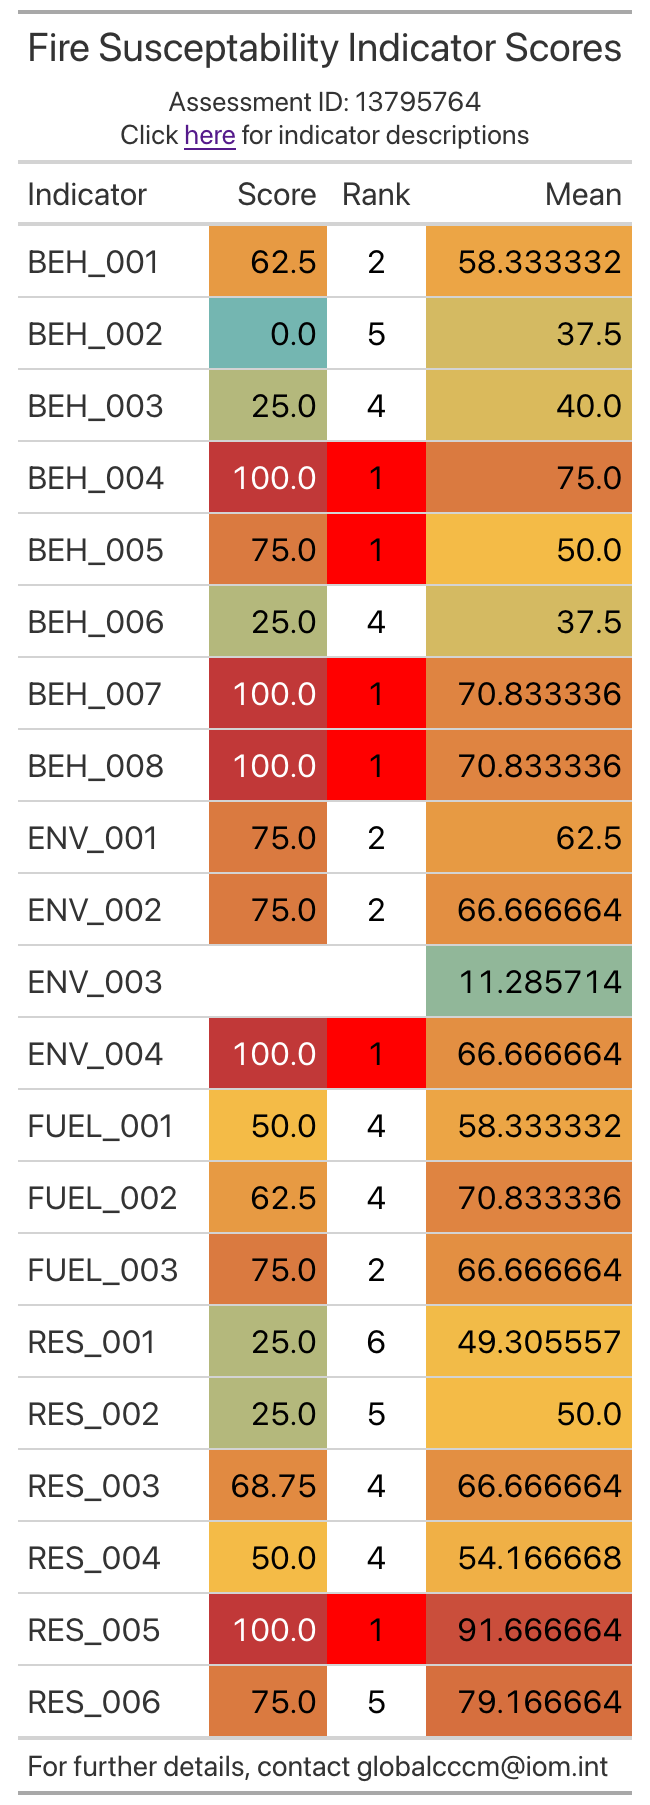 Fire Susceptability Indicator Scores
Assessment ID: 13795764
Click here for indicator descriptions
Indicator Score Rank Mean
BEH_001 62.5 2 58.333332
BEH_002 0.0 5 37.5
BEH_003 25.0 4 40.0
BEH_004 100.0 1 75.0
BEH_005 75.0 1 50.0
BEH_006 25.0 4 37.5
BEH_007 100.0 1 70.833336
BEH_008 100.0 1 70.833336
ENV_001 75.0 2 62.5
ENV_002 75.0 2 66.666664
ENV_003 11.285714
ENV_004 100.0 1 66.666664
FUEL_001 50.0 4 58.333332
FUEL_002 62.5 4 70.833336
FUEL_003 75.0 2 66.666664
RES_001 25.0 6 49.305557
RES_002 25.0 5 50.0
RES_003 68.75 4 66.666664
RES_004 50.0 4 54.166668
RES_005 100.0 1 91.666664
RES_006 75.0 5 79.166664
For further details, contact globalcccm@iom.int